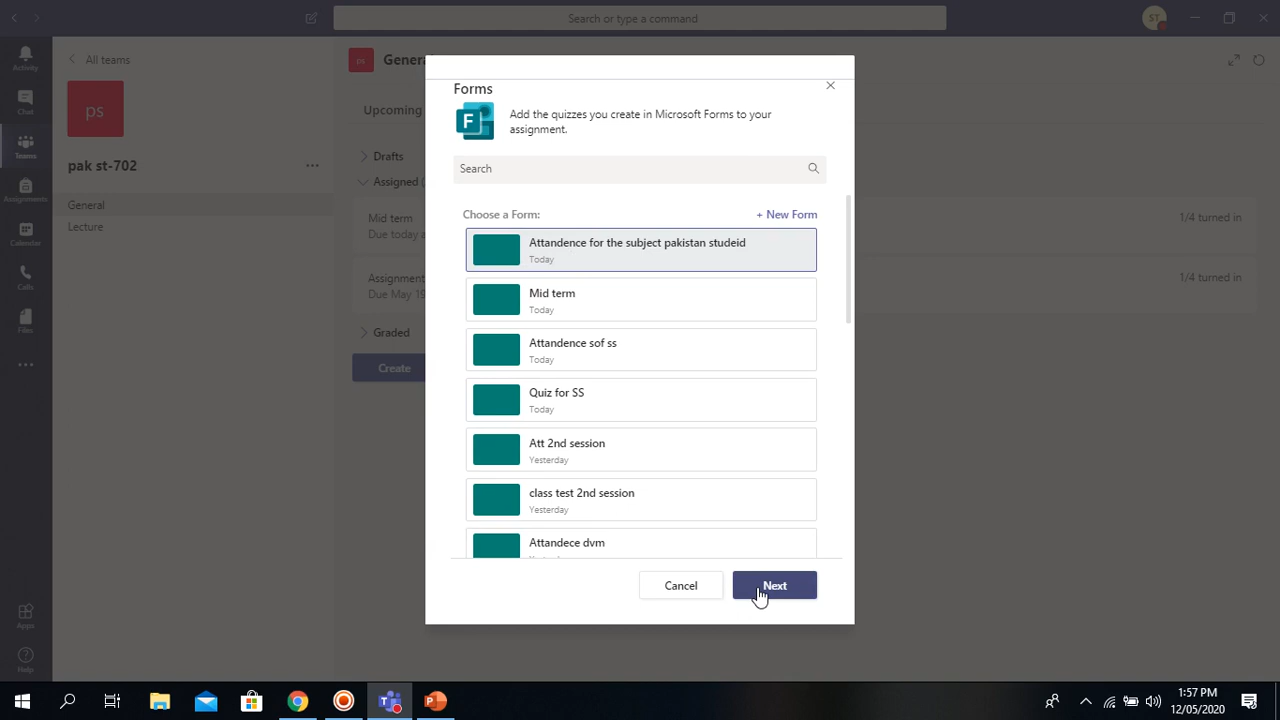 Search or type a command
ST
Activity
Chat
Teams
Assignments
Calendar
Calls
Files
Apps
Help
All teams
ps
pak st-702
General
Lecture
ps
Upcoming
Drafts
Assigned
Mid term
Due today
1/4 turned in
Assignment
Due May 19
1/4 turned in
Graded
Create
Forms
F
Add the quizzes you create in Microsoft Forms to your
assignment.
Search
Choose a Form:
+ New Form
Attandence for the subject pakistan studeid
Today
Mid term
Today
Attandence sof ss
Today
Quiz for SS
Today
Att 2nd session
Yesterday
class test 2nd session
Yesterday
Attandece dvm
Cancel
Next
1:57 PM
12/05/2020